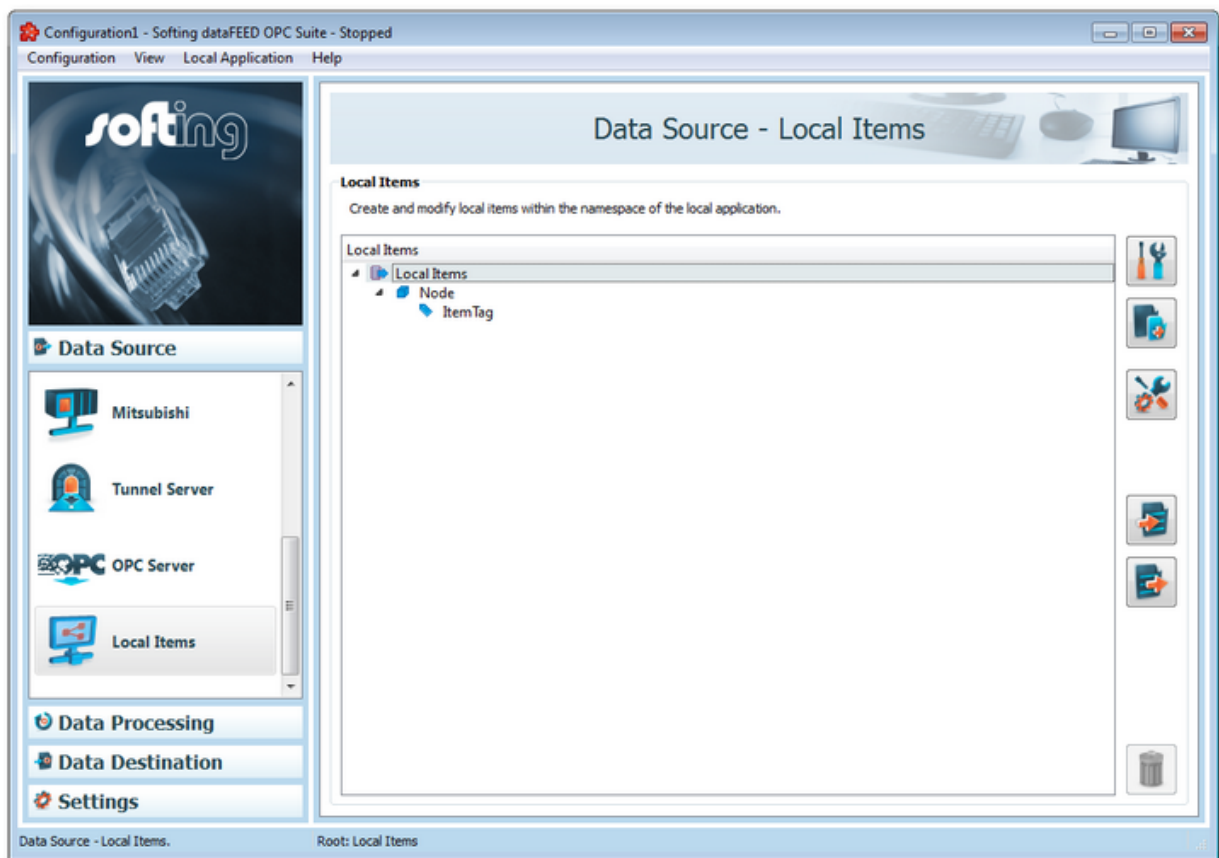 Configuration1 - Softing dataFEED OPC Suite - Stopped
Configuration View Local Application Help
softing
Data Source - Local Items
Local Items
Create and modify local items within the namespace of the local application.
Local Items
Local Items
Node
ItemTag
Data Source
Mitsubishi
Tunnel Server
OPC OPC Server
Local Items
Data Processing
Data Destination
Settings
Data Source - Local Items. Root: Local Items